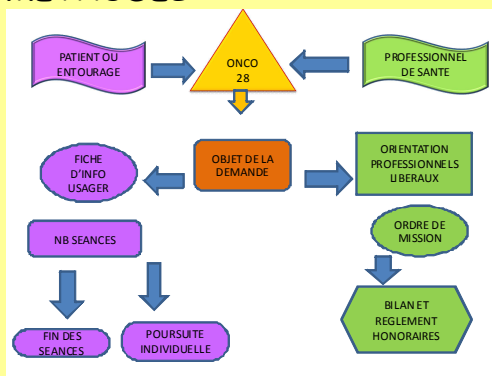 PATIENT OU
ENTOURAGE
ONCO
28
PROFESSIONNEL
DE SANTE
FICHE
D'INFO
USAGER
OBJET DE LA
DEMANDE
ORIENTATION
PROFESSIONNELS
LIBERAUX
NB SEANCES
ORDRE DE
MISSION
FIN DES
SEANCES
POURSUITE
INDIVIDUELLE
BILAN ET
REGLEMENT
HONORAIRES